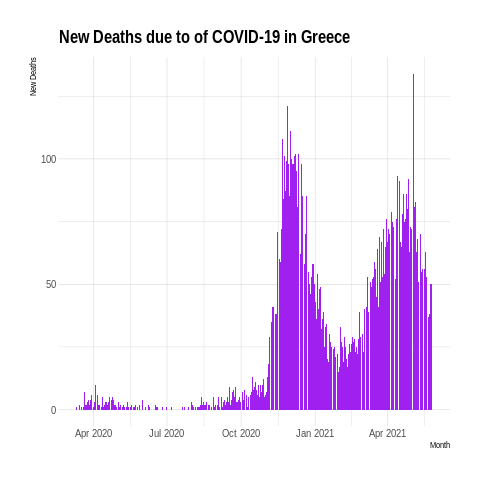 New Deaths due to of COVID-19 in Greece
New Deaths
100
50
0
Apr 2020 Jul 2020 Oct 2020 Jan 2021 Apr 2021
Month